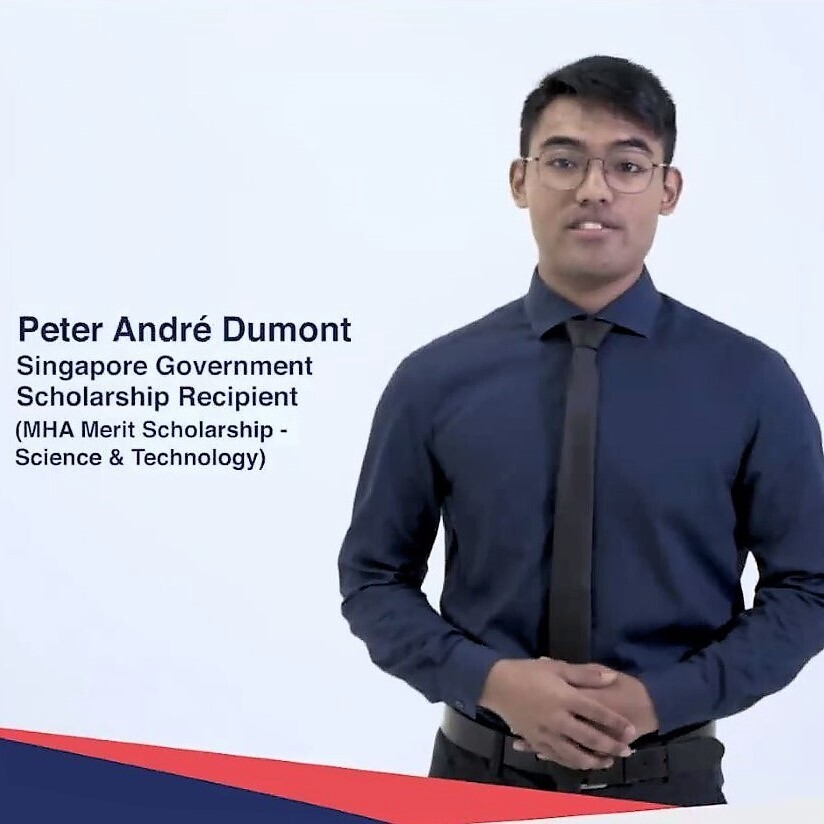 Peter André Dumont
Singapore Government
Scholarship Recipient
(MHA Merit Scholarship -
Science & Technology)